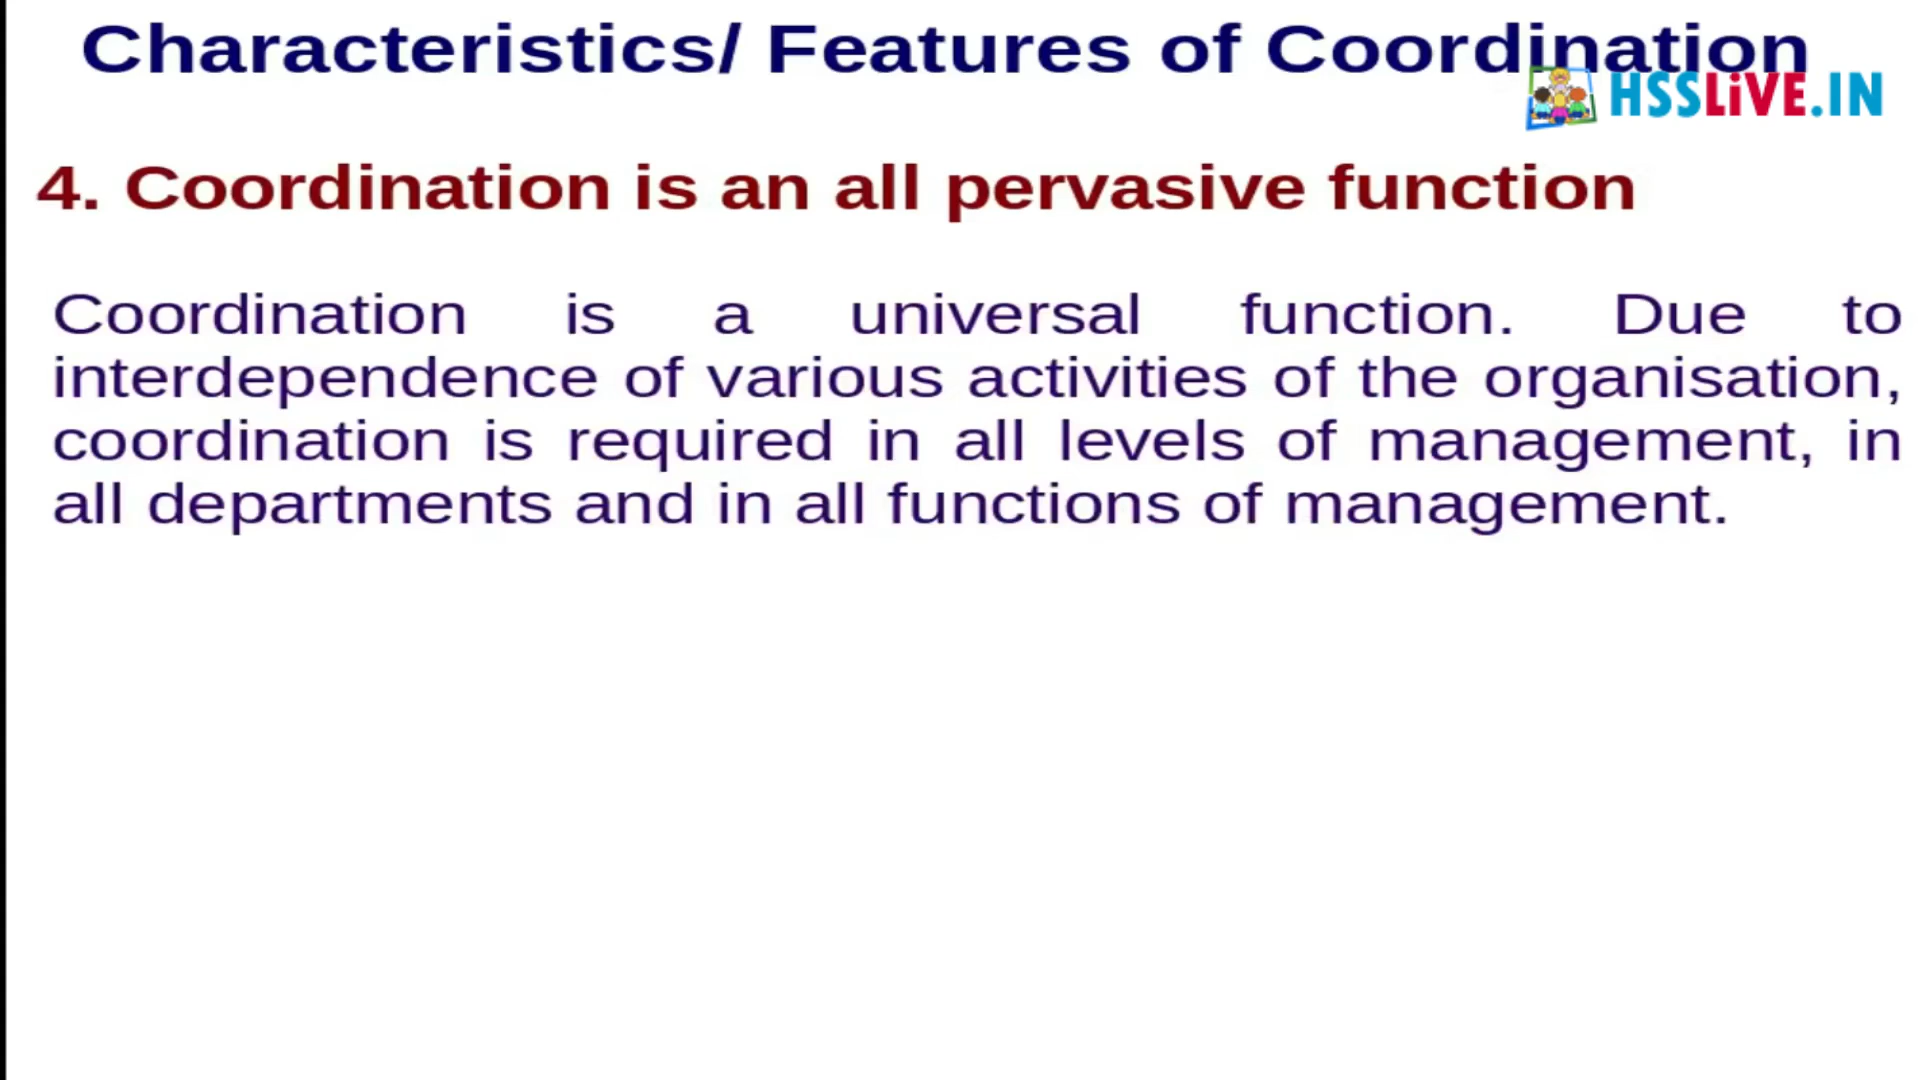 Characteristics/ Features of Coordination
HSSLiVE.IN
4. Coordination is an all pervasive function
Coordination is a universal function. Due to
interdependence of various activities of the organisation,
coordination is required in all levels of management, in
all departments and in all functions of management.